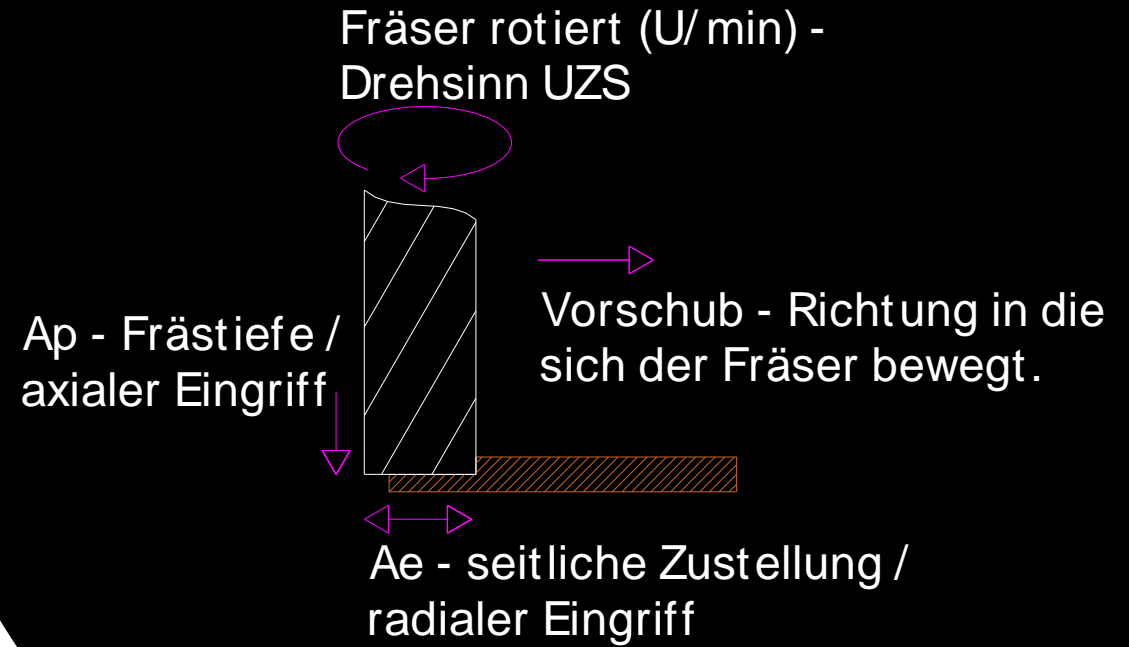 Fräser rotiert (U/min) -
Drehsinn UZS
Vorschub - Richtung in die
sich der Fräser bewegt.
Ap - Frästiefe /
axialer Eingriff
Ae - seitliche Zustellung /
radialer Eingriff